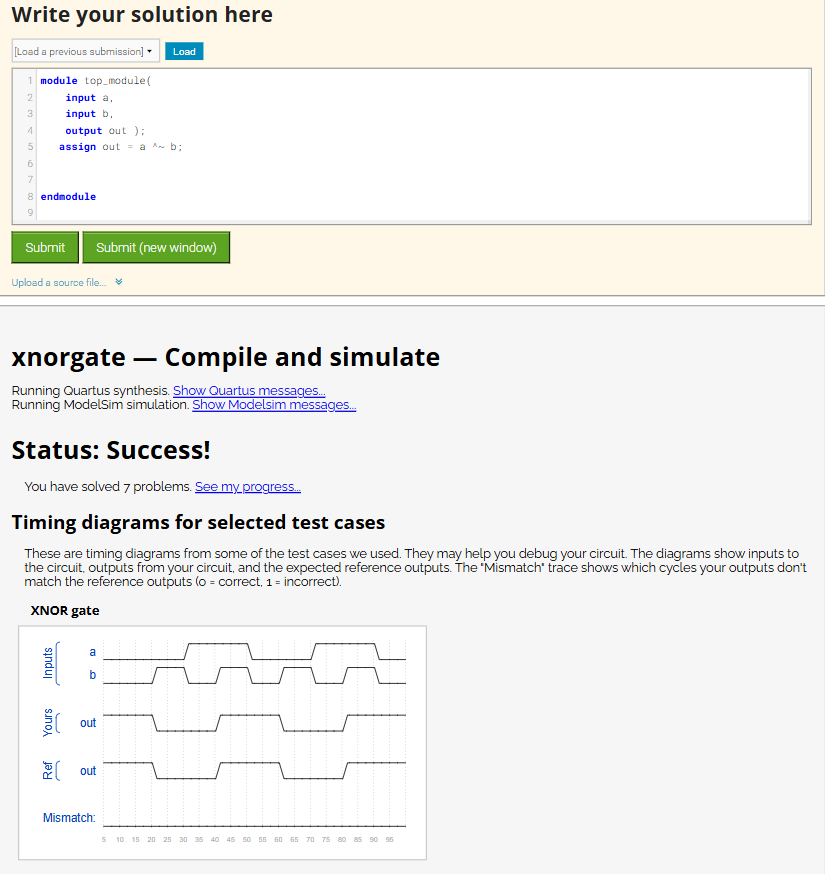 Write your solution here
[Load a previous submission] Load
1 module top_module(
2 input a,
3 input b,
4 output out );
5 assign out = a ^~ b;
6
7
8 endmodule
9
Submit Submit (new window)
Upload a source file...
xnorgate — Compile and simulate
Running Quartus synthesis. Show Quartus messages...
Running ModelSim simulation. Show Modelsim messages...
Status: Success!
You have solved 7 problems. See my progress...
Timing diagrams for selected test cases
These are timing diagrams from some of the test cases we used. They may help you debug your circuit. The diagrams show inputs to
the circuit, outputs from your circuit, and the expected reference outputs. The "Mismatch" trace shows which cycles your outputs don't
match the reference outputs (0 = correct, 1 = incorrect).
XNOR gate
Inputs
a
b
Yours
out
Ref
out
Mismatch:
5 10 15 20 25 30 35 40 45 50 55 60 65 70 75 80 85 90 95